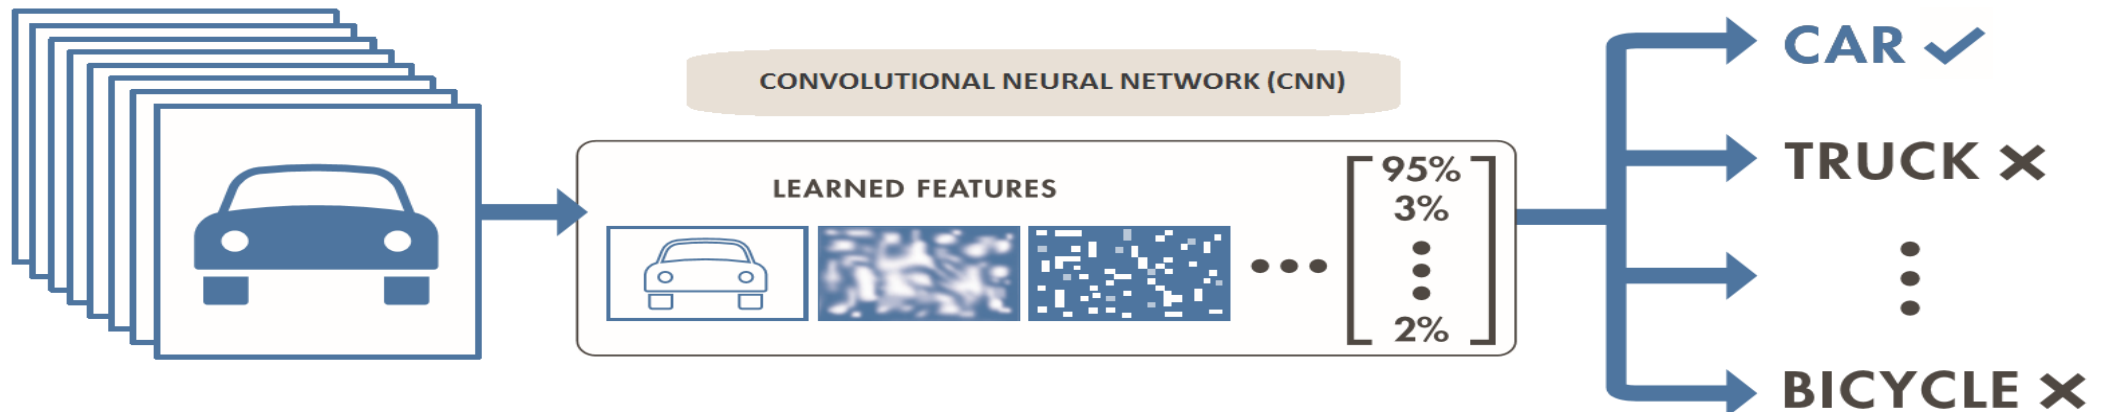 CONVOLUTIONAL NEURAL NETWORK (CNN)
LEARNED FEATURES
95%
3%
2%
CAR
TRUCK
BICYCLE